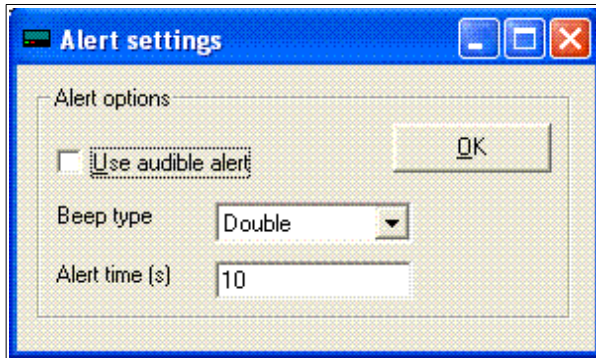 Alert settings
Alert options
Use audible alert
OK
Beep type
Double
Alert time (s)
10